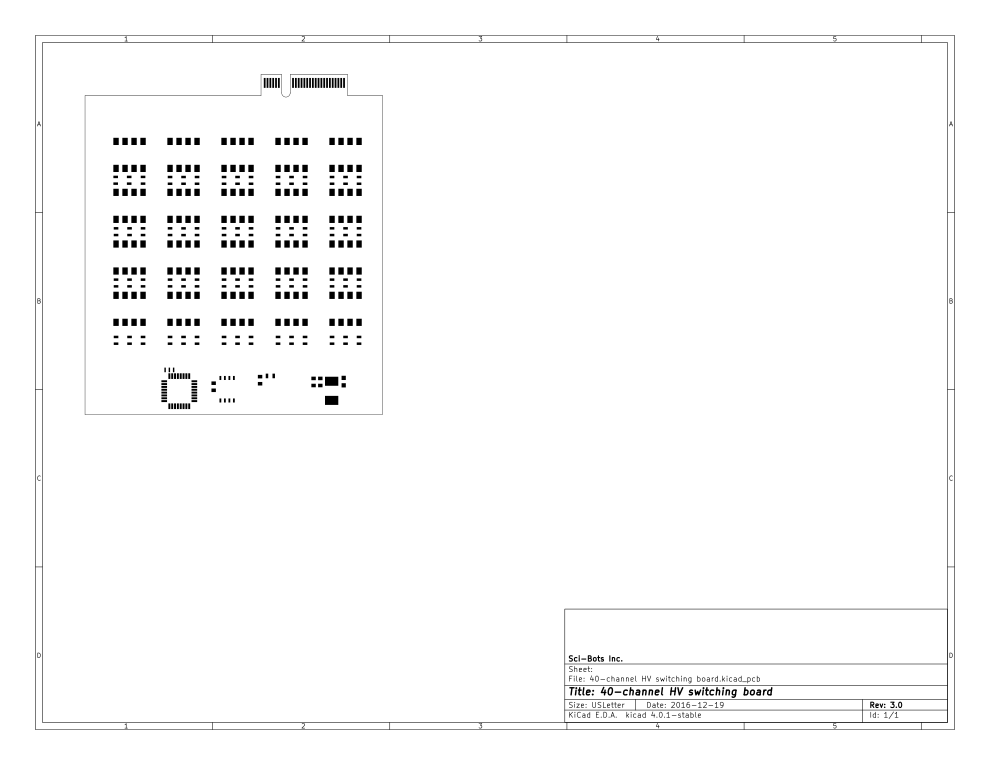 1 2 3 4 5
A A
B B
C C
D D
Sci-Bots Inc.
Sheet:
File: 40-channel HV switching board.kicad_pcb
Title: 40-channel HV switching board
Size: USLetter Date: 2016-12-19 Rev: 3.0
KiCad E.D.A. kicad 4.0.1-stable Id: 1/1
1 2 3 4 5